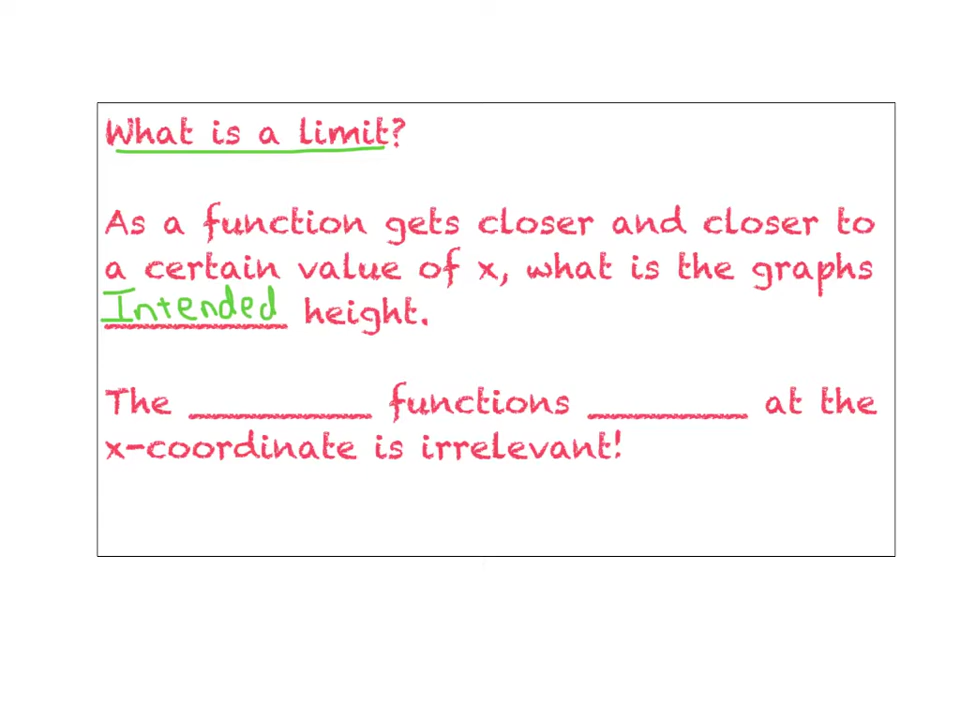 What is a limit?
As a function gets closer and closer to
a certain value of x, what is the graphs
Intended height.
The ________ functions ________ at the
x-coordinate is irrelevant!